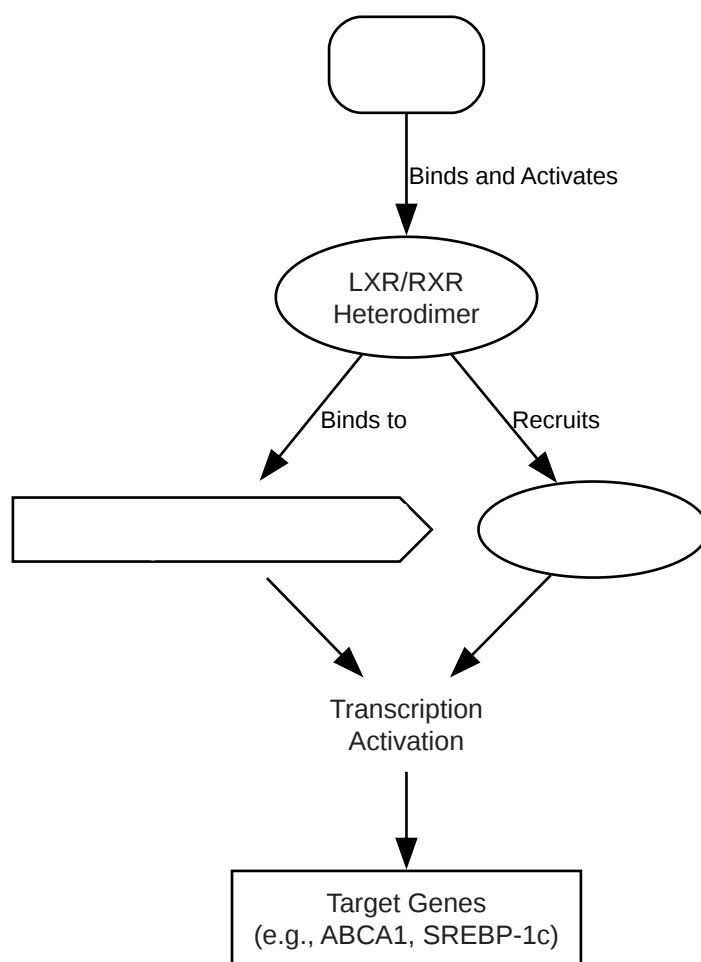 Binds and Activates
LXR/RXR
Heterodimer
Binds to
Recruits
Transcription
Activation
Target Genes
(e.g., ABCA1, SREBP-1c)